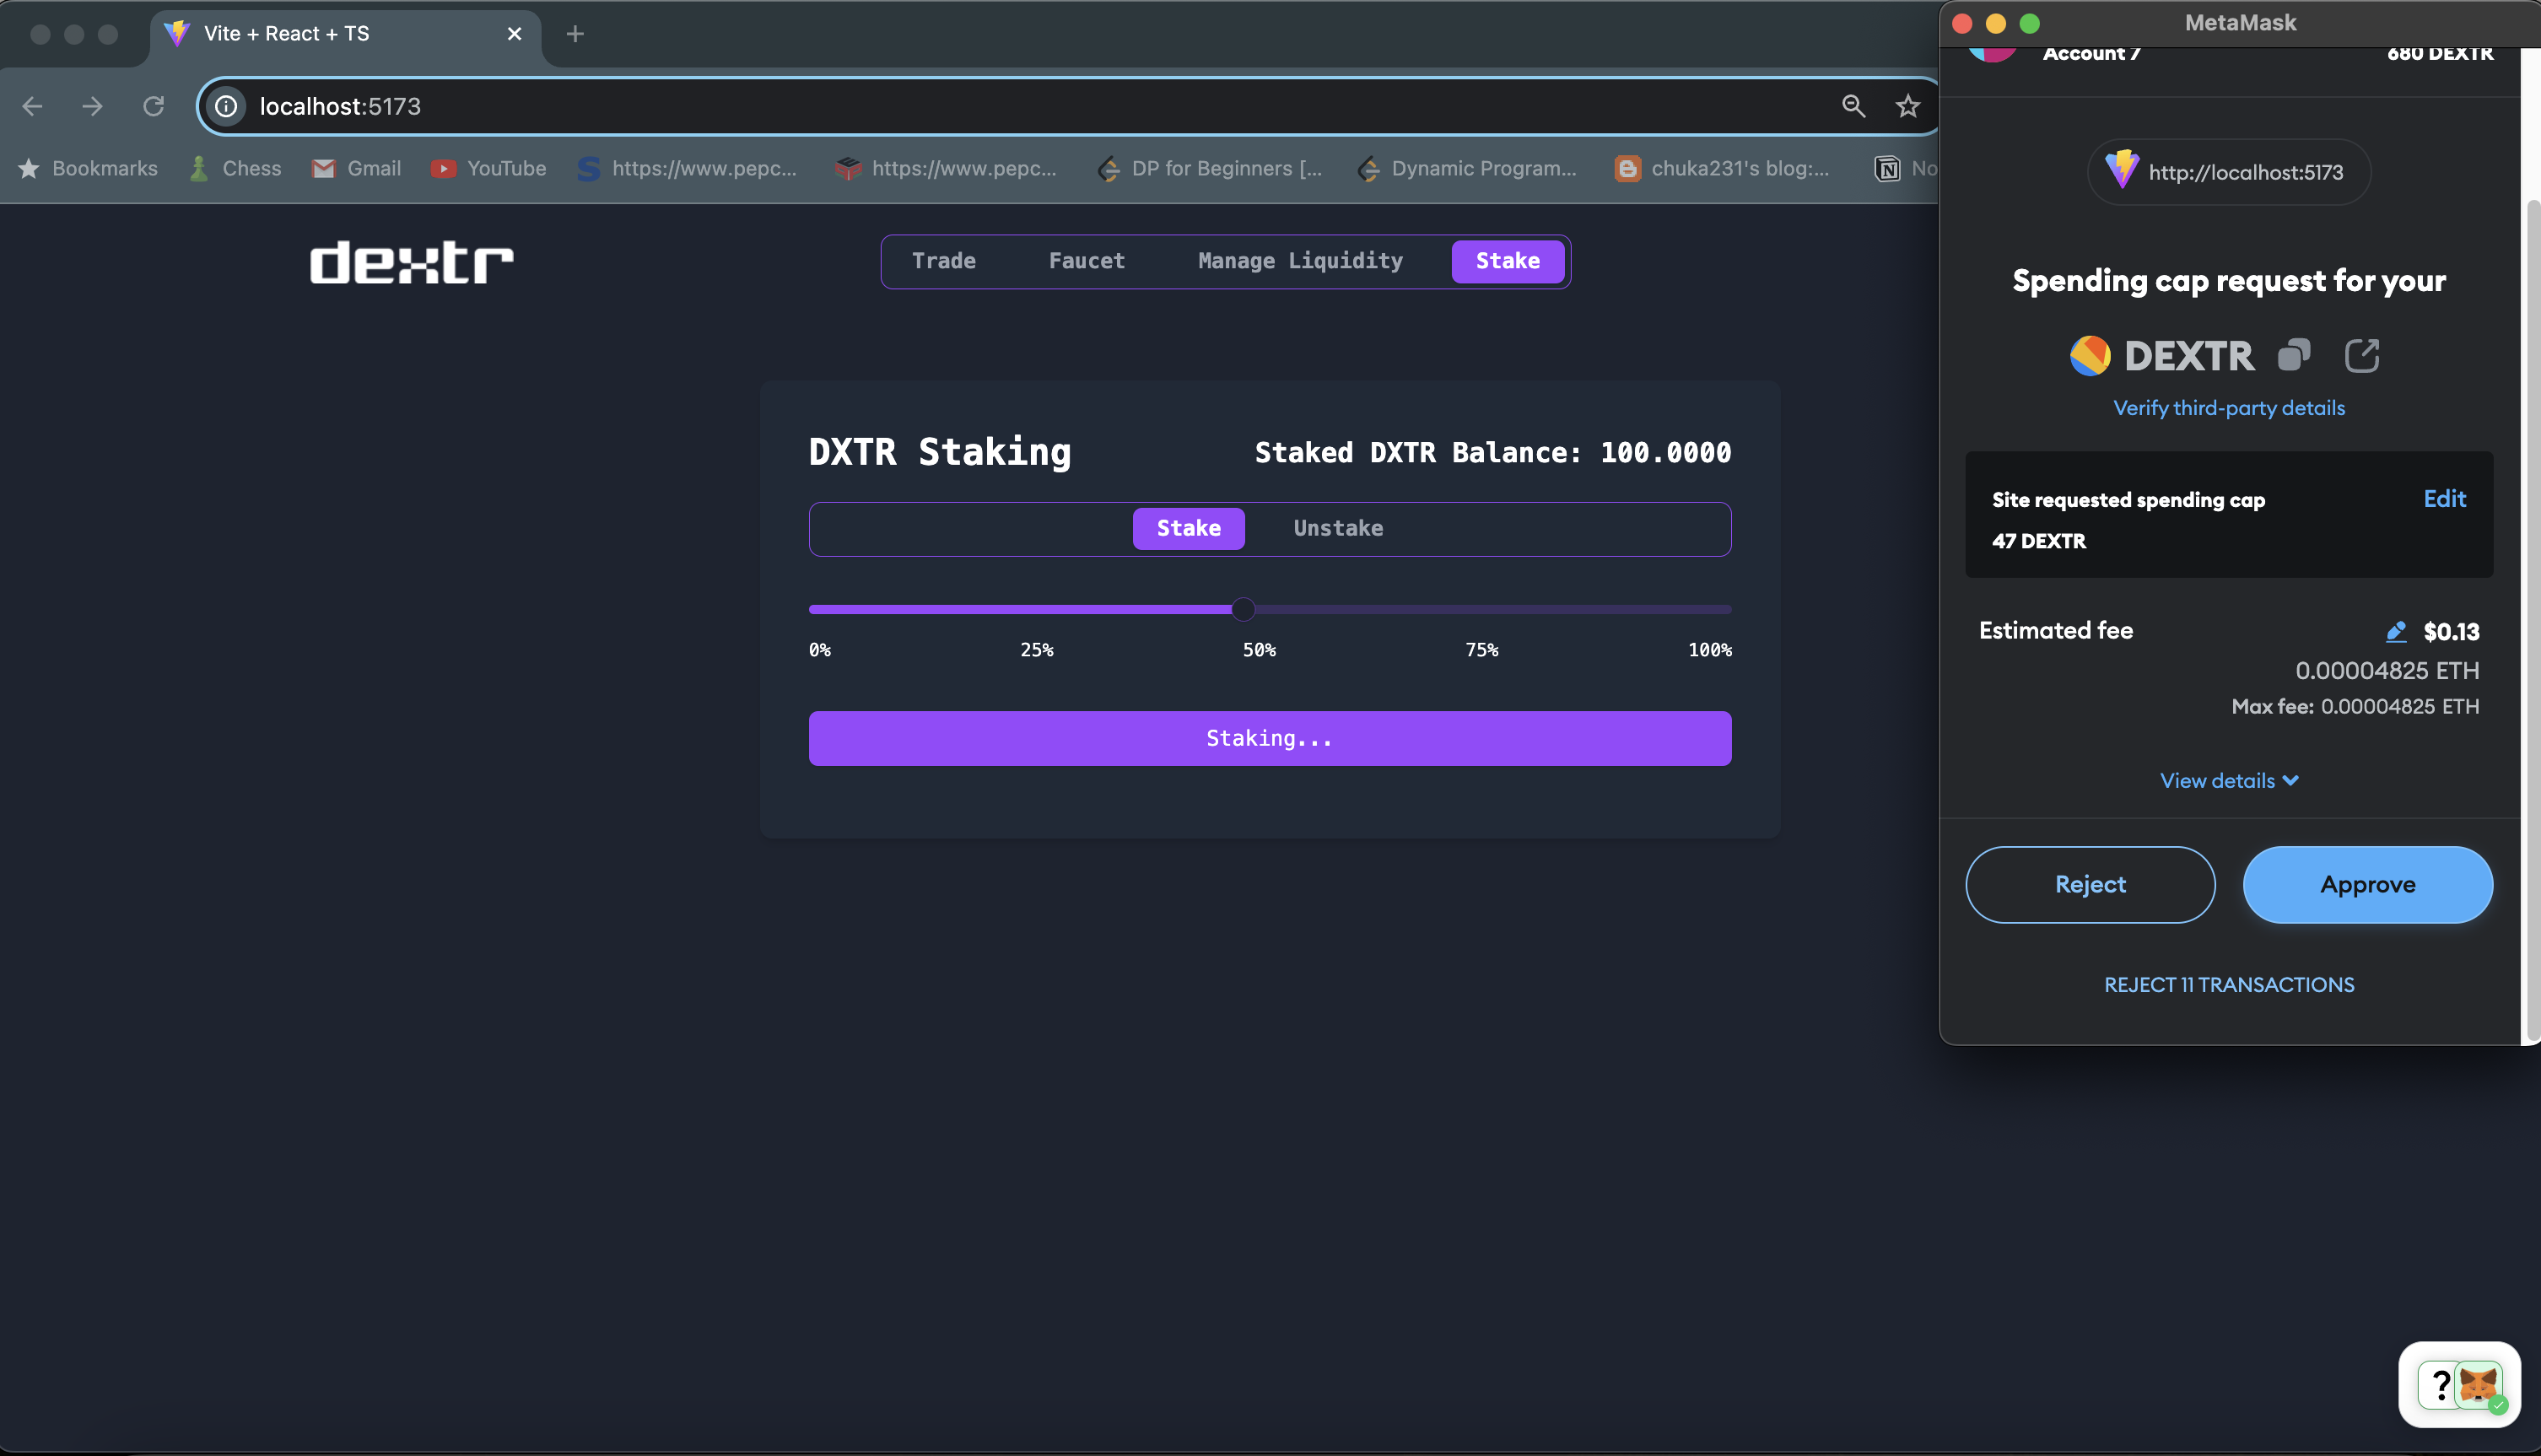 Vite + React + TS
MetaMask
localhost:5173
Bookmarks
Chess
Gmail
YouTube
https://www.pepc...
https://www.pepc...
DP for Beginners [...
Dynamic Program...
chuka231's blog:...
No
dextr
Trade
Faucet
Manage Liquidity
Stake
DXTR Staking
Staked DXTR Balance: 100.0000
Stake
Unstake
0%
25%
50%
75%
100%
Staking...
Account 7
680 DEXTR
http://localhost:5173
Spending cap request for your
DEXTR
Verify third-party details
Site requested spending cap
Edit
47 DEXTR
Estimated fee
$0.13
0.00004825 ETH
Max fee: 0.00004825 ETH
View details
Reject
Approve
REJECT 11 TRANSACTIONS
?